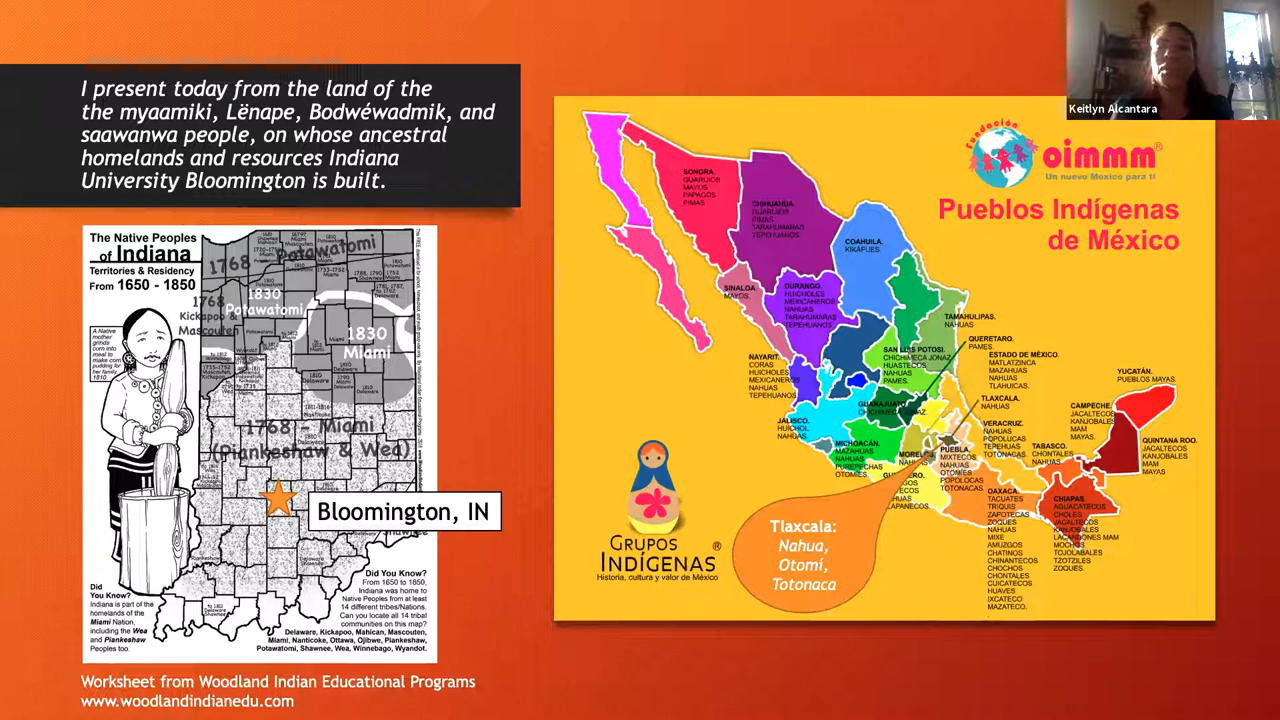 I present today from the land of the
the myaamiki, Lënape, Bodwéwadmik, and
saawanwa people, on whose ancestral
homelands and resources Indiana
University Bloomington is built.
Keitlyn Alcantara
The Native Peoples
of Indiana
Territories & Residency
From 1650 - 1850
A Native
mother
grinds
corn into
meal to
make corn
pudding for
her family
1810.
1768 Potawatomi
1830
Potawatomi
1768
Kickapoo &
Mascouten
1830
Miami
1768 - Miami
(Piankeshaw & Wea)
Bloomington, IN
Did
You Know?
Indiana is part of the
homelands of the
Miami Nation,
including the Wea
and Piankeshaw
Peoples too.
Did You Know?
From 1650 to 1850,
Indiana was home to
Native Peoples from at least
14 different tribes/Nations.
Can you locate all 14 tribal
communities on this map?
Delaware, Kickapoo, Mahican, Mascouten,
Miami, Nanticoke, Ottawa, Ojibwe, Piankeshaw,
Potawatomi, Shawnee, Wea, Winnebago, Wyandot.
Worksheet from Woodland Indian Educational Programs
www.woodlandindianedu.com
fundación
oimmm®
Un nuevo México para ti
Pueblos Indígenas
de México
SONORA.
GUARIJIOS
MAYOS
PAPAGOS
PIMAS
CHIHUAHUA.
PIMAS
TARAHUMARAS
TEPEHUANOS
COAHUILA.
KIKAPUES.
SINALOA.
MAYOS.
DURANGO.
HUICHOLES
MEXICANEROS
NAHUAS
TARAHUMARAS
TEPEHUANOS
TAMAHULIPAS.
NAHUAS
QUERETARO.
PAMES.
SAN LUIS POTOSI.
CHICHIMECA JONAZ
HUASTECOS
NAHUAS
PAMES.
ESTADO DE MÉXICO.
MATLATZINCA
MAZAHUAS
NAHUAS
TLAHUICAS.
NAYARIT.
CORAS
HUICHOLES
MEXICANEROS
NAHUAS
TEPEHUANOS
YUCATÁN.
PUEBLOS MAYAS.
TLAXCALA.
NAHUAS
GUANAJUATO
CAMPECHE.
JACALTECOS
KANJOBALES
MAM
MAYAS.
JALISCO.
HUICHOL
NAHUAS.
VERACRUZ.
NAHUAS
POPOLUCAS
TEPEHUAS
TOTONACAS.
MICHOACÁN.
MAZAHUAS
NAHUAS
PUREPECHAS
OTOMIES.
PUEBLA.
MIXTECOS
NAHUAS
OTOMÍES
POPOLOCAS
TOTONACAS
TABASCO.
CHONTALES
NAHUAS
QUINTANA ROO.
JACALTECOS
KANJOBALES
MAM
MAYAS
OAXACA.
TACUATES
TRIQUIS
ZAPOTECAS
ZOQUES
NAHUAS
MIXE
AMUZGOS
CHATINOS
CHINANTECOS
CHOCHOS
CHONTALES
CUICATECOS
HUAVES
IXCATECO
MAZATECO.
CHIAPAS.
AGUACATECOS
CHOLES
JACALTECOS
KANJOBALES
LACANDONES MAM
MOCHOS
TOJOLABALES
TZOTZILES
ZOQUES.
Tlaxcala:
Nahua,
Otomí,
Totonaca
GRUPOS
INDÍGENAS®
Historia, cultura y valor de México